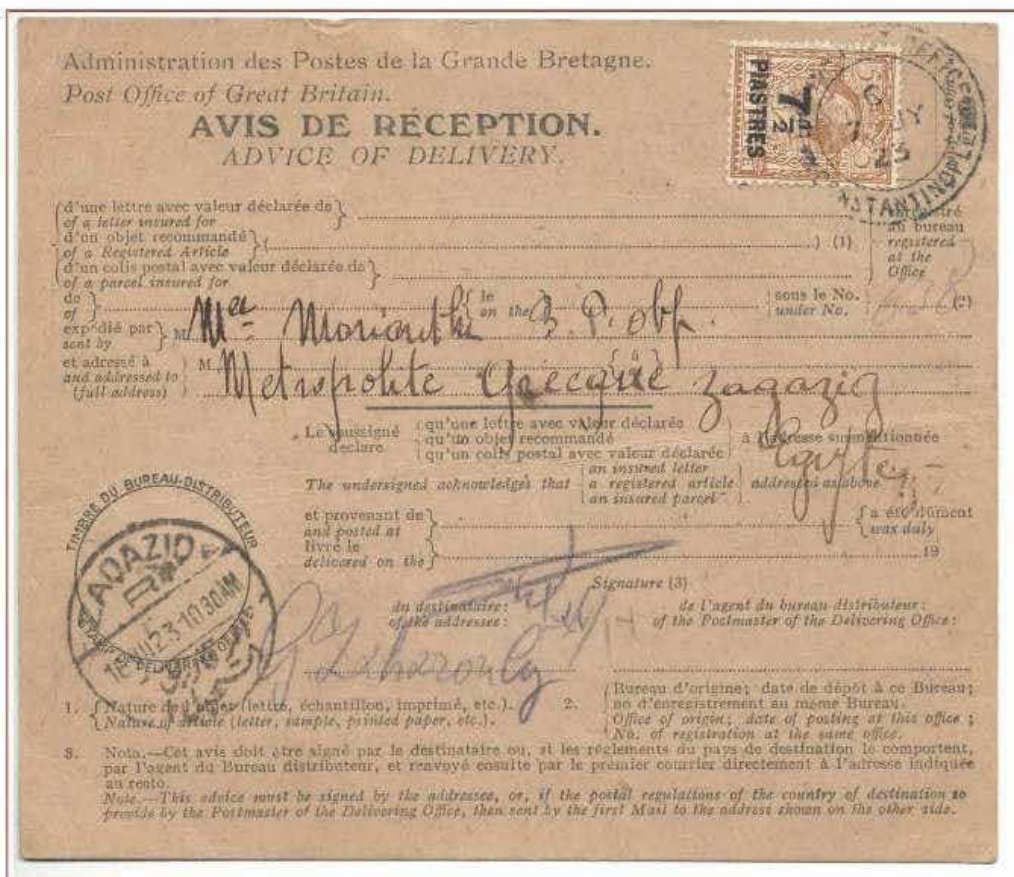 Administration des Postes de la Grande Bretagne.
Post Office of Great Britain.
AVIS DE RÉCEPTION.
ADVICE OF DELIVERY.
7½
PIASTRES
CONSTANTINOPLE
23
d'une lettre avec valeur déclarée de
of a letter insured for
d'un objet recommandé
of a Registered Article
(1)
d'un colis postal avec valeur déclarée de
of a parcel insured for
au bureau
registered
at the
Office
de
of
le
on the
sous le No.
under No.
(2)
expédié par
sent by
M
et adressé à
and addressed to
(full address)
M
Metropolite Grecque Zagazig
Egypte
Le soussigné
declare
qu'une lettre avec valeur déclarée
qu'un objet recommandé
qu'un colis postal avec valeur déclarée
à l'adresse susmentionnée
The undersigned acknowledges that
an insured letter
a registered article
an insured parcel
addressed as above
et provenant de
and posted at
a été dûment
was duly
livré le
delivered on the
19
TIMBRE DU BUREAU-DISTRIBUTEUR
23.10 30AM
Signature (3)
du destinataire:
of the addressee:
de l'agent du bureau distributeur:
of the Postmaster of the Delivering Office:
1. Nature de l'objet (lettre, échantillon, imprimé, etc.).
Nature of article (letter, sample, printed paper, etc.).
2. Bureau d'origine; date de dépôt à ce Bureau;
no d'enregistrement au même Bureau.
Office of origin; date of posting at this office;
No. of registration at the same office.
3. Nota.—Cet avis doit être signé par le destinataire ou, si les règlements du pays de destination le comportent,
par l'agent du Bureau distributeur, et renvoyé ensuite par le premier courrier directement à l'adresse indiquée
au resto.
Note.—This advice must be signed by the addressee, or, if the postal regulations of the country of destination so
provide by the Postmaster of the Delivering Office, then sent by the first Mail to the address shown on the other side.